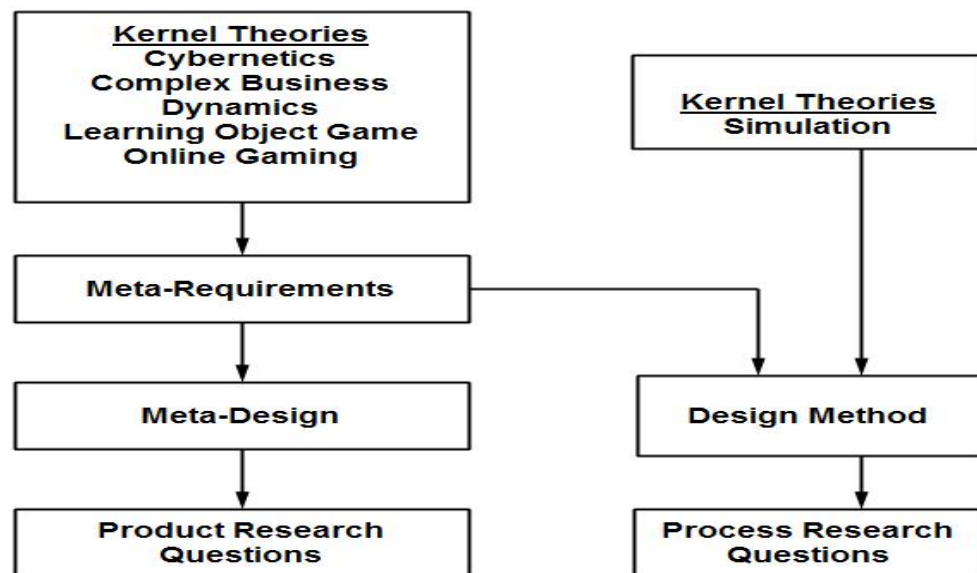 Kernel Theories
Cybernetics
Complex Business
Dynamics
Learning Object Game
Online Gaming
Kernel Theories
Simulation
Meta-Requirements
Meta-Design
Design Method
Product Research
Questions
Process Research
Questions